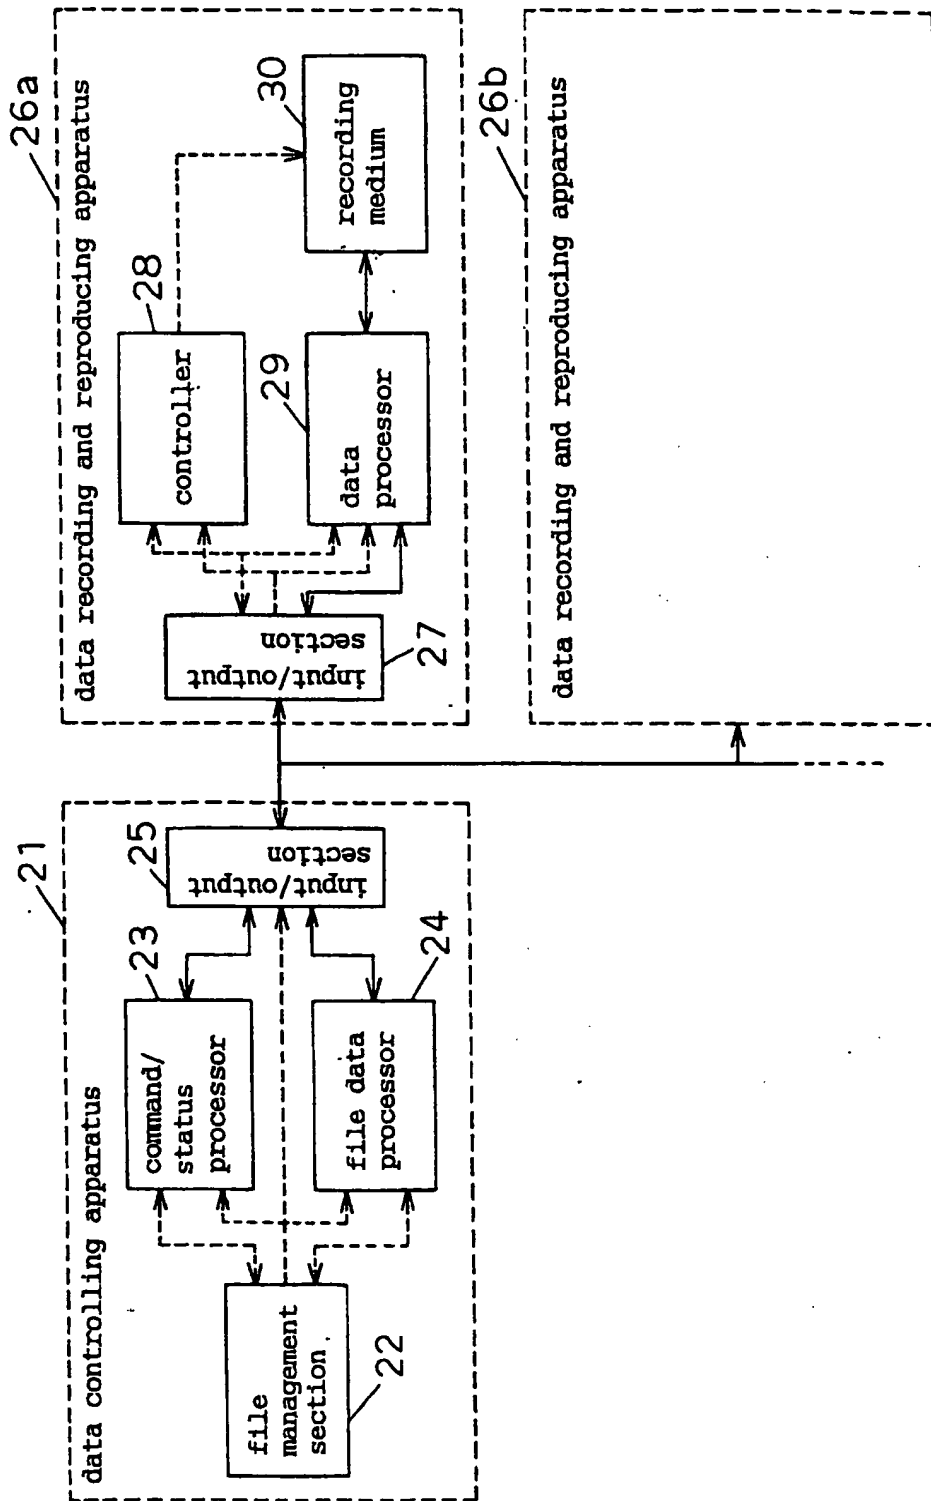 21
data controlling apparatus
file
management
section
22
command/
status
processor
23
file data
processor
24
input/output
section
25
26a
data recording and reproducing apparatus
input/output
section
27
controller
28
data
processor
29
recording
medium
30
26b
data recording and reproducing apparatus